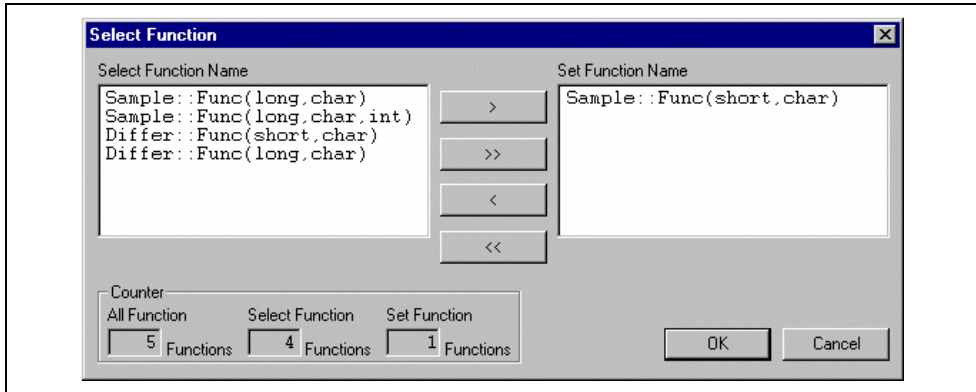 Select Function
Select Function Name
Set Function Name
Sample::Func(long,char)
Sample::Func(long,char,int)
Differ::Func(short,char)
Differ::Func(long,char)
Sample::Func(short,char)
>
>>
<
<<
Counter
All Function
Select Function
Set Function
5 Functions
4 Functions
1 Functions
OK
Cancel